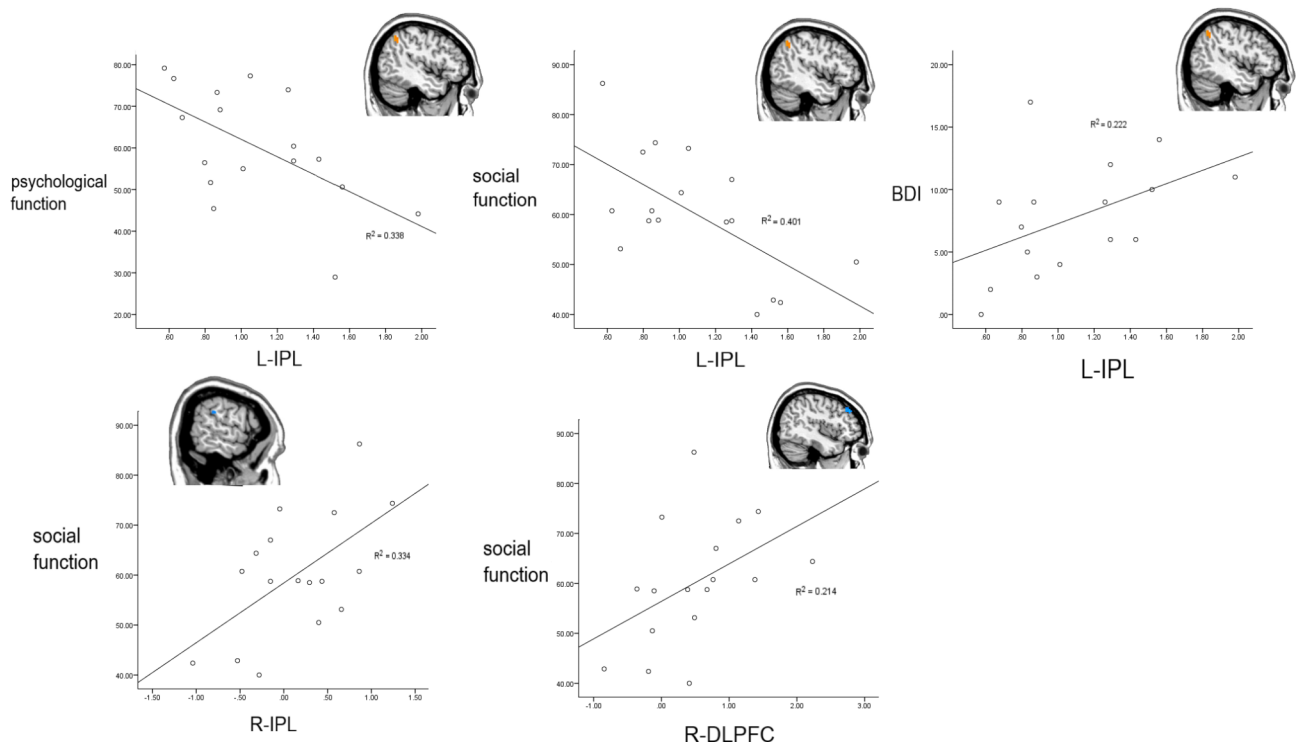 80.00
70.00
60.00
50.00
40.00
30.00
20.00
psychological
function
R² = 0.338
.60 .80 1.00 1.20 1.40 1.60 1.80 2.00
L-IPL
90.00
80.00
70.00
60.00
50.00
40.00
social
function
R² = 0.401
.60 .80 1.00 1.20 1.40 1.60 1.80 2.00
L-IPL
20.00
15.00
10.00
5.00
.00
BDI
R² = 0.222
.60 .80 1.00 1.20 1.40 1.60 1.80 2.00
L-IPL
90.00
80.00
70.00
60.00
50.00
40.00
social
function
R² = 0.334
-1.50 -1.00 -.50 .00 .50 1.00 1.50
R-IPL
90.00
80.00
70.00
60.00
50.00
40.00
social
function
R² = 0.214
-1.00 .00 1.00 2.00 3.00
R-DLPFC